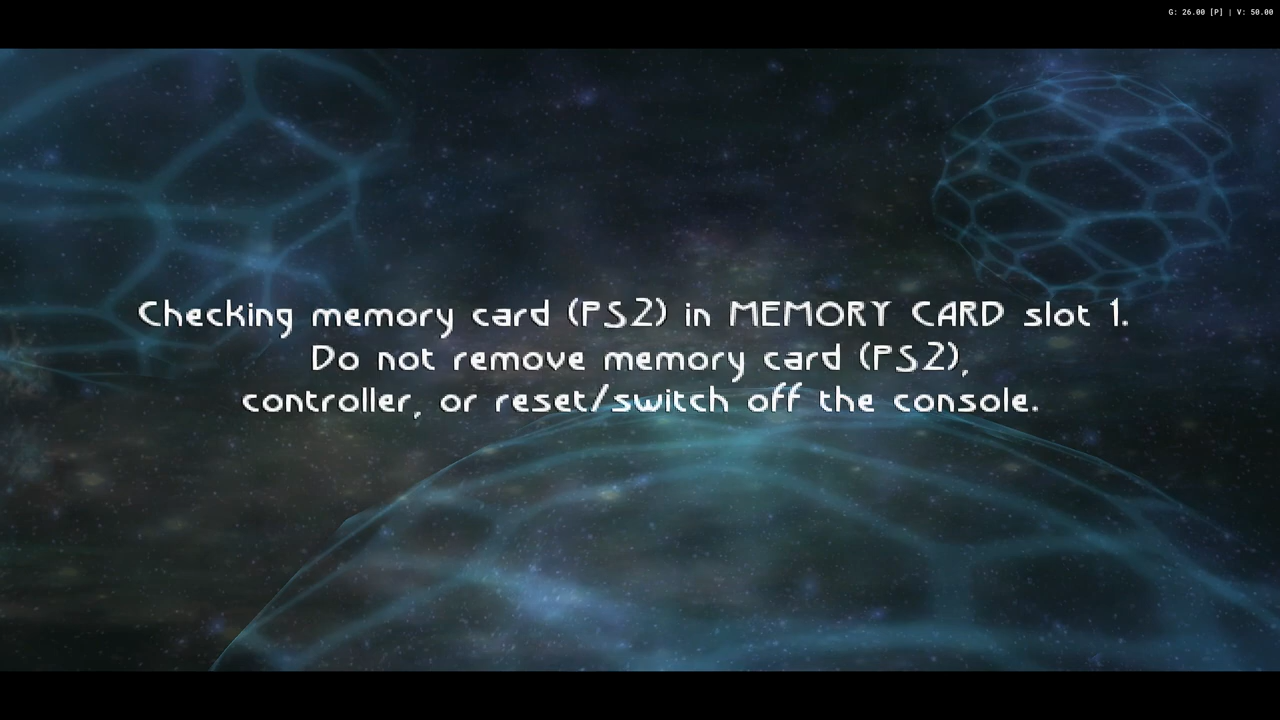 G: 26.00 [P] | V: 50.00
Checking memory card (PS2) in MEMORY CARD slot 1.
Do not remove memory card (PS2),
controller, or reset/switch off the console.